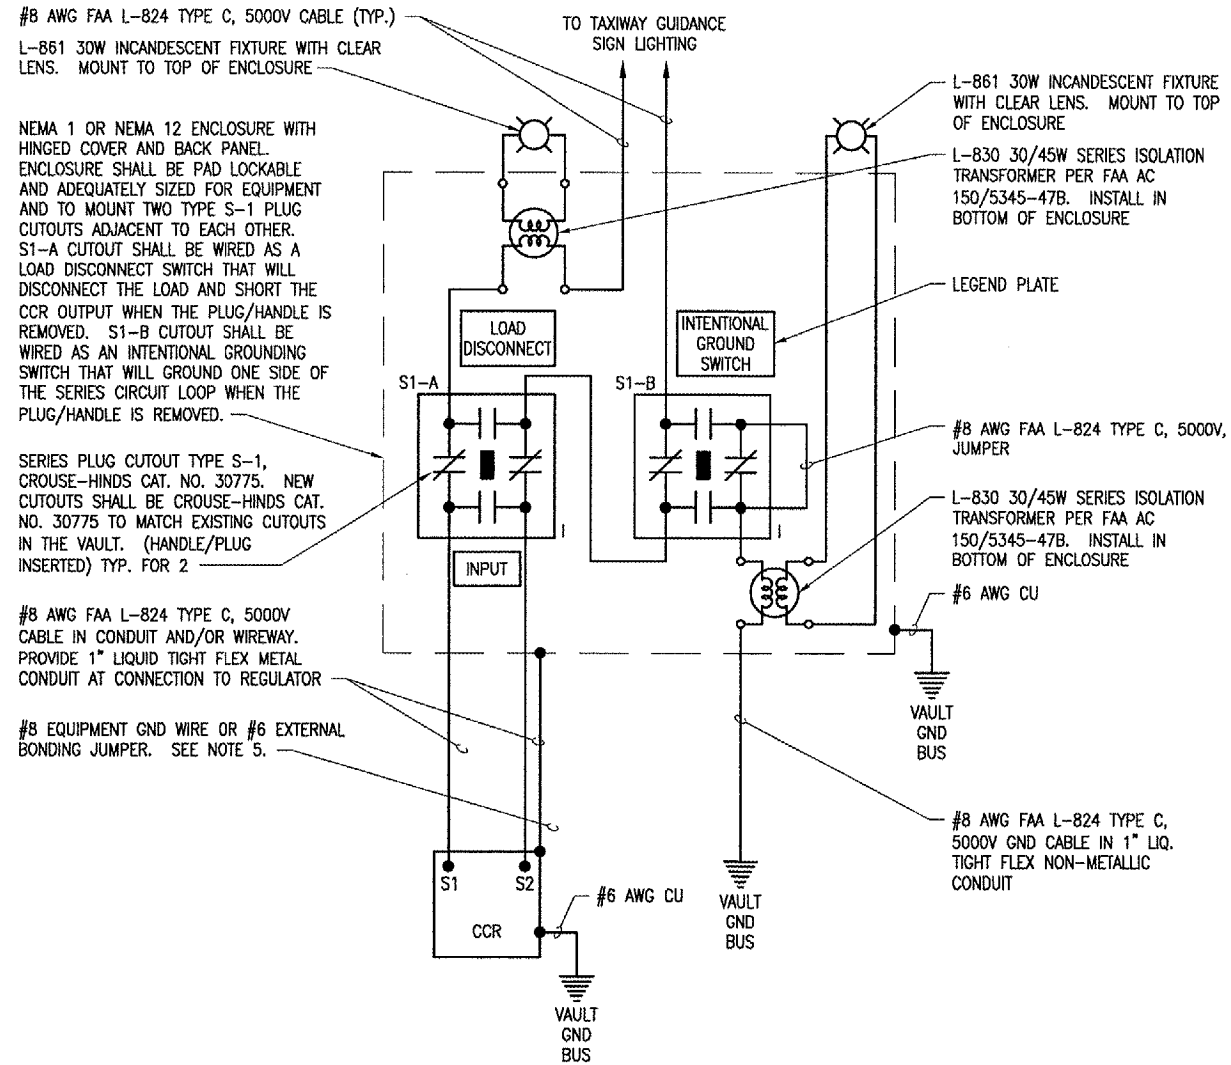 #8 AWG FAA L-824 TYPE C, 5000V CABLE (TYP.)
L-861 30W INCANDESCENT FIXTURE WITH CLEAR
LENS. MOUNT TO TOP OF ENCLOSURE
NEMA 1 OR NEMA 12 ENCLOSURE WITH
HINGED COVER AND BACK PANEL.
ENCLOSURE SHALL BE PAD LOCKABLE
AND ADEQUATELY SIZED FOR EQUIPMENT
AND TO MOUNT TWO TYPE S-1 PLUG
CUTOUTS ADJACENT TO EACH OTHER.
S1-A CUTOUT SHALL BE WIRED AS A
LOAD DISCONNECT SWITCH THAT WILL
DISCONNECT THE LOAD AND SHORT THE
CCR OUTPUT WHEN THE PLUG/HANDLE IS
REMOVED. S1-B CUTOUT SHALL BE
WIRED AS AN INTENTIONAL GROUNDING
SWITCH THAT WILL GROUND ONE SIDE OF
THE SERIES CIRCUIT LOOP WHEN THE
PLUG/HANDLE IS REMOVED.
SERIES PLUG CUTOUT TYPE S-1,
CROUSE-HINDS CAT. NO. 30775. NEW
CUTOUTS SHALL BE CROUSE-HINDS CAT.
NO. 30775 TO MATCH EXISTING CUTOUTS
IN THE VAULT. (HANDLE/PLUG
INSERTED) TYP. FOR 2
#8 AWG FAA L-824 TYPE C, 5000V
CABLE IN CONDUIT AND/OR WIREWAY.
PROVIDE 1" LIQUID TIGHT FLEX METAL
CONDUIT AT CONNECTION TO REGULATOR
#8 EQUIPMENT GND WIRE OR #6 EXTERNAL
BONDING JUMPER. SEE NOTE 5.
TO TAXIWAY GUIDANCE
SIGN LIGHTING
LOAD
DISCONNECT
INTENTIONAL
GROUND
SWITCH
S1-A
S1-B
INPUT
S1
S2
CCR
#6 AWG CU
VAULT
GND
BUS
VAULT
GND
BUS
L-861 30W INCANDESCENT FIXTURE
WITH CLEAR LENS. MOUNT TO TOP
OF ENCLOSURE
L-830 30/45W SERIES ISOLATION
TRANSFORMER PER FAA AC
150/5345-47B. INSTALL IN
BOTTOM OF ENCLOSURE
LEGEND PLATE
#8 AWG FAA L-824 TYPE C, 5000V,
JUMPER
L-830 30/45W SERIES ISOLATION
TRANSFORMER PER FAA AC
150/5345-47B. INSTALL IN
BOTTOM OF ENCLOSURE
#6 AWG CU
VAULT
GND
BUS
#8 AWG FAA L-824 TYPE C,
5000V GND CABLE IN 1" LIQ.
TIGHT FLEX NON-METALLIC
CONDUIT